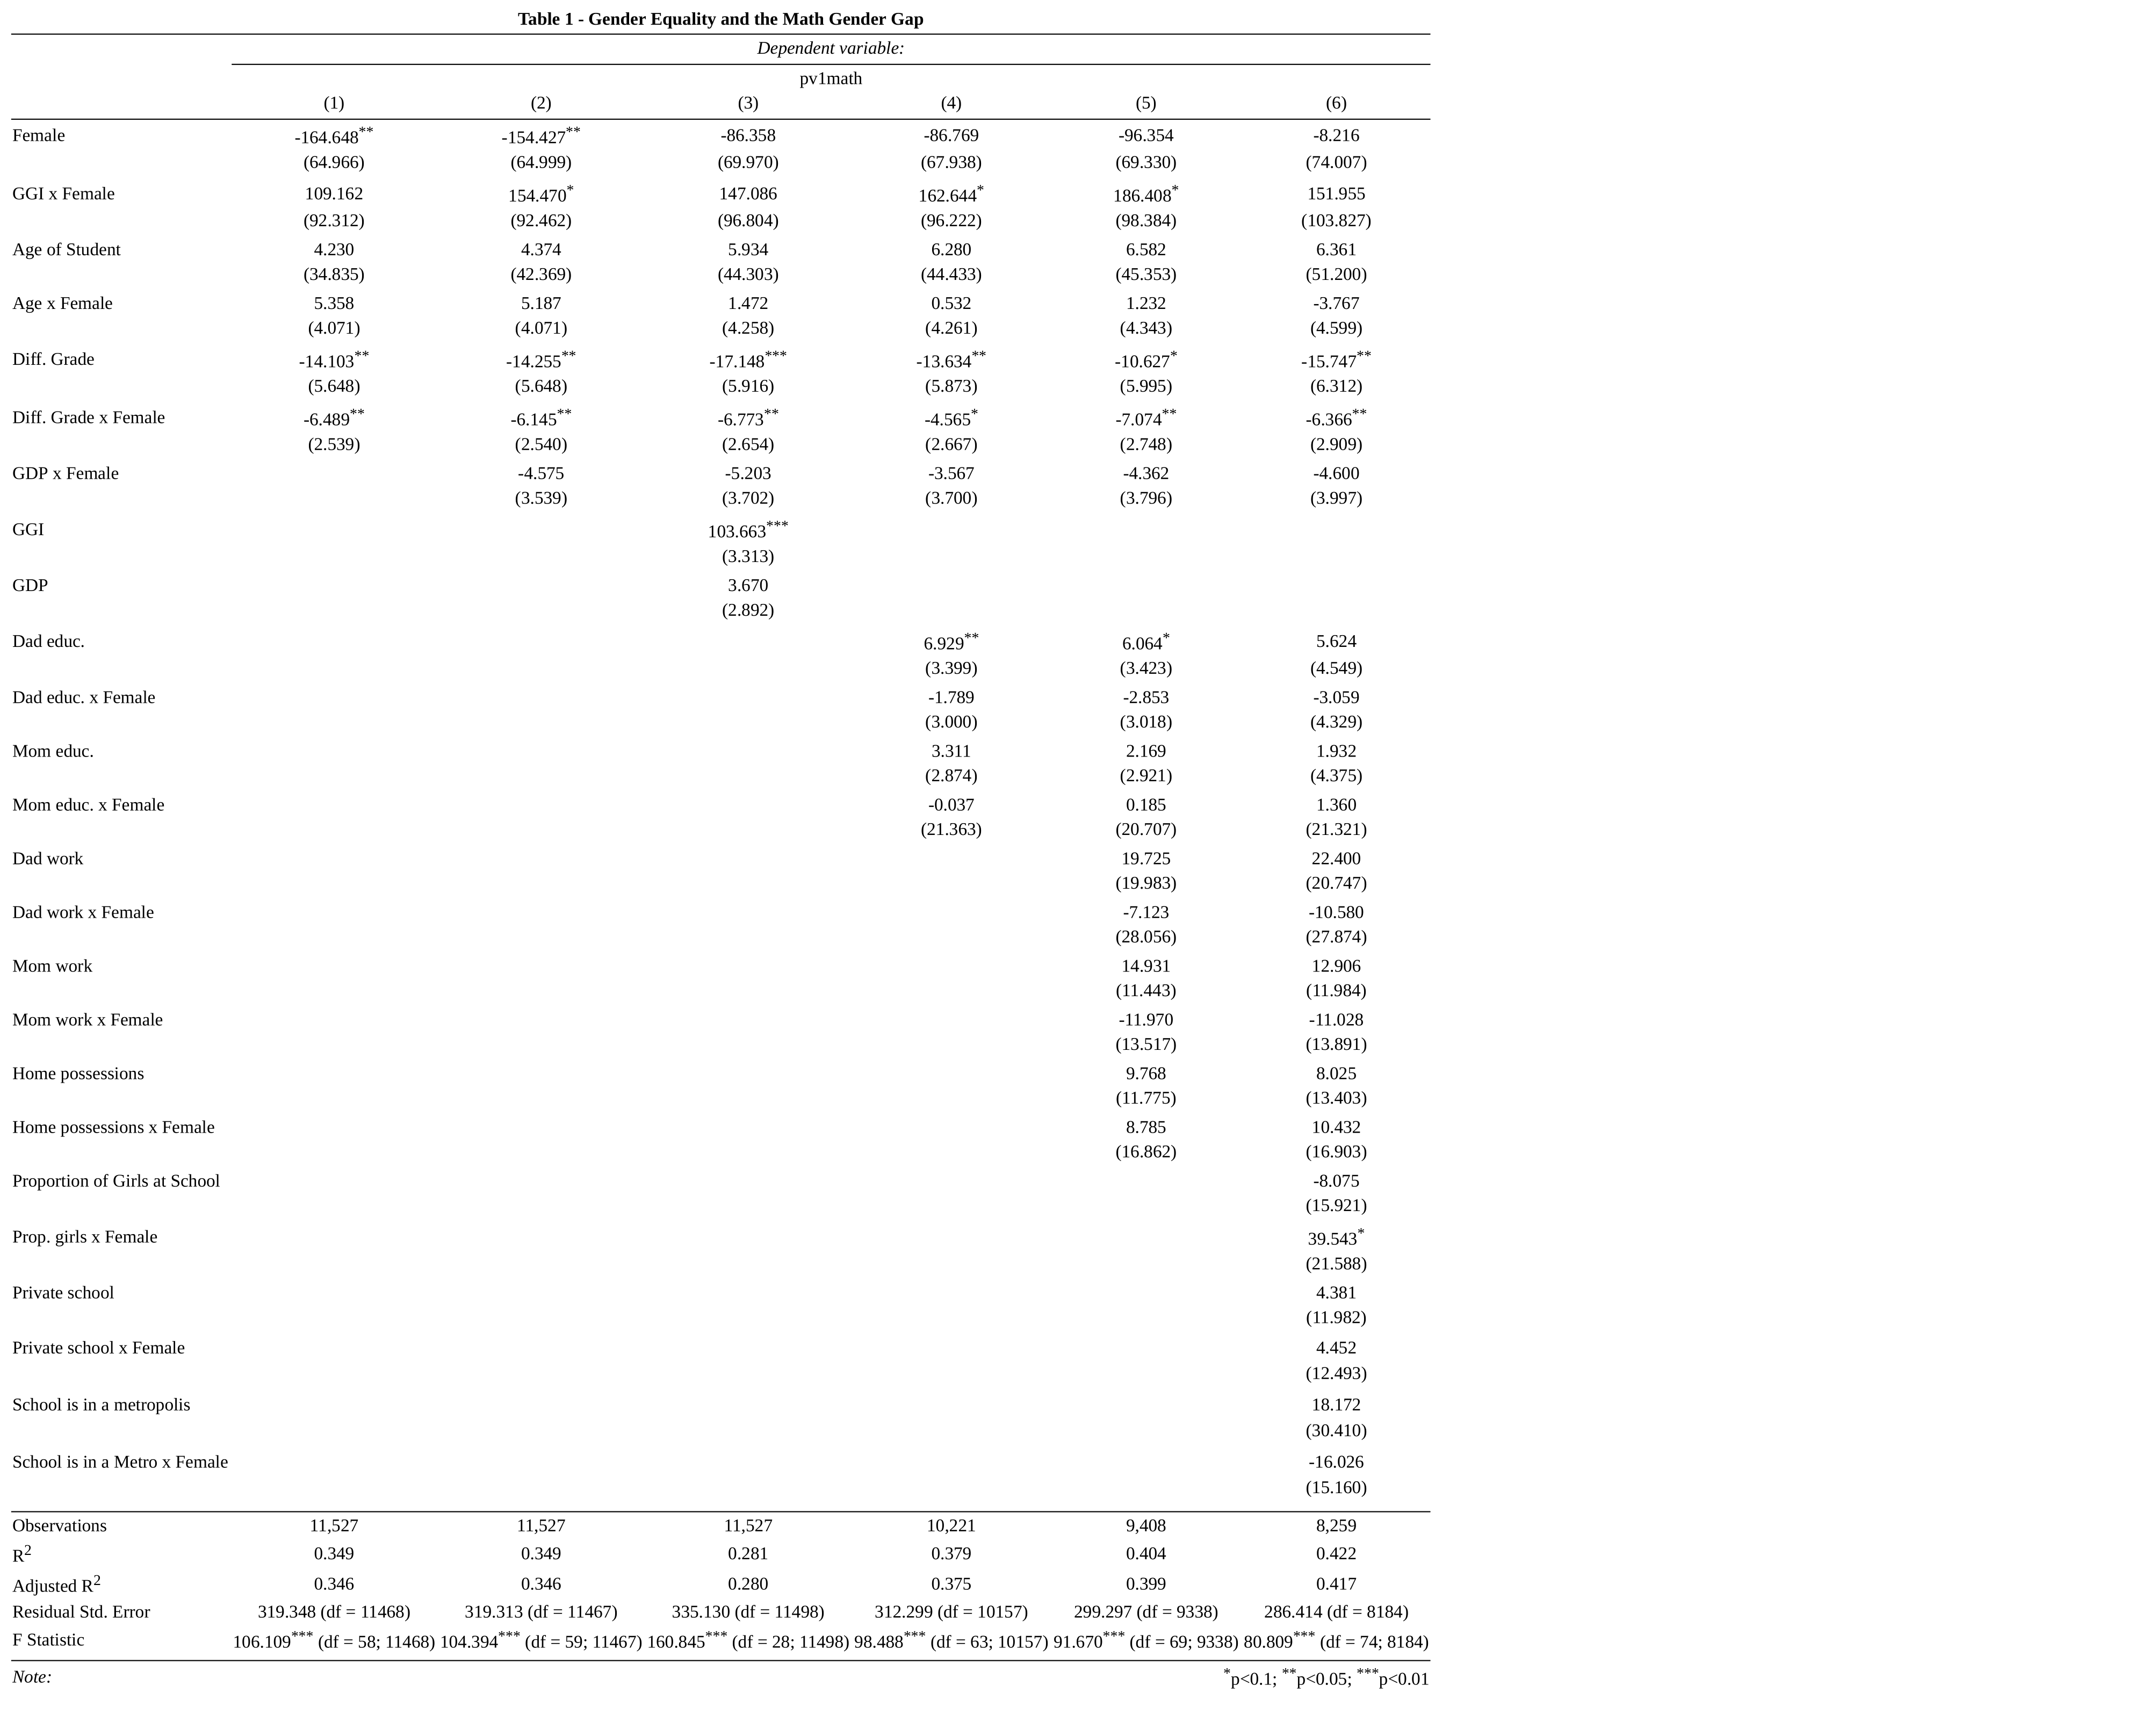 Table 1 - Gender Equality and the Math Gender Gap
Dependent variable:
pv1math
(1) (2) (3) (4) (5) (6)
Female -164.648** -154.427** -86.358 -86.769 -96.354 -8.216
(64.966) (64.999) (69.970) (67.938) (69.330) (74.007)
GGI x Female 109.162 154.470* 147.086 162.644* 186.408* 151.955
(92.312) (92.462) (96.804) (96.222) (98.384) (103.827)
Age of Student 4.230 4.374 5.934 6.280 6.582 6.361
(34.835) (42.369) (44.303) (44.433) (45.353) (51.200)
Age x Female 5.358 5.187 1.472 0.532 1.232 -3.767
(4.071) (4.071) (4.258) (4.261) (4.343) (4.599)
Diff. Grade -14.103** -14.255** -17.148*** -13.634** -10.627* -15.747**
(5.648) (5.648) (5.916) (5.873) (5.995) (6.312)
Diff. Grade x Female -6.489** -6.145** -6.773** -4.565* -7.074** -6.366**
(2.539) (2.540) (2.654) (2.667) (2.748) (2.909)
GDP x Female -4.575 -5.203 -3.567 -4.362 -4.600
(3.539) (3.702) (3.700) (3.796) (3.997)
GGI 103.663***
(3.313)
GDP 3.670
(2.892)
Dad educ. 6.929** 6.064* 5.624
(3.399) (3.423) (4.549)
Dad educ. x Female -1.789 -2.853 -3.059
(3.000) (3.018) (4.329)
Mom educ. 3.311 2.169 1.932
(2.874) (2.921) (4.375)
Mom educ. x Female -0.037 0.185 1.360
(21.363) (20.707) (21.321)
Dad work 19.725 22.400
(19.983) (20.747)
Dad work x Female -7.123 -10.580
(28.056) (27.874)
Mom work 14.931 12.906
(11.443) (11.984)
Mom work x Female -11.970 -11.028
(13.517) (13.891)
Home possessions 9.768 8.025
(11.775) (13.403)
Home possessions x Female 8.785 10.432
(16.862) (16.903)
Proportion of Girls at School -8.075
(15.921)
Prop. girls x Female 39.543*
(21.588)
Private school 4.381
(11.982)
Private school x Female 4.452
(12.493)
School is in a metropolis 18.172
(30.410)
School is in a Metro x Female -16.026
(15.160)
Observations 11,527 11,527 11,527 10,221 9,408 8,259
R2 0.349 0.349 0.281 0.379 0.404 0.422
Adjusted R2 0.346 0.346 0.280 0.375 0.399 0.417
Residual Std. Error 319.348 (df = 11468) 319.313 (df = 11467) 335.130 (df = 11498) 312.299 (df = 10157) 299.297 (df = 9338) 286.414 (df = 8184)
F Statistic 106.109*** (df = 58; 11468) 104.394*** (df = 59; 11467) 160.845*** (df = 28; 11498) 98.488*** (df = 63; 10157) 91.670*** (df = 69; 9338) 80.809*** (df = 74; 8184)
Note: *p<0.1; **p<0.05; ***p<0.01